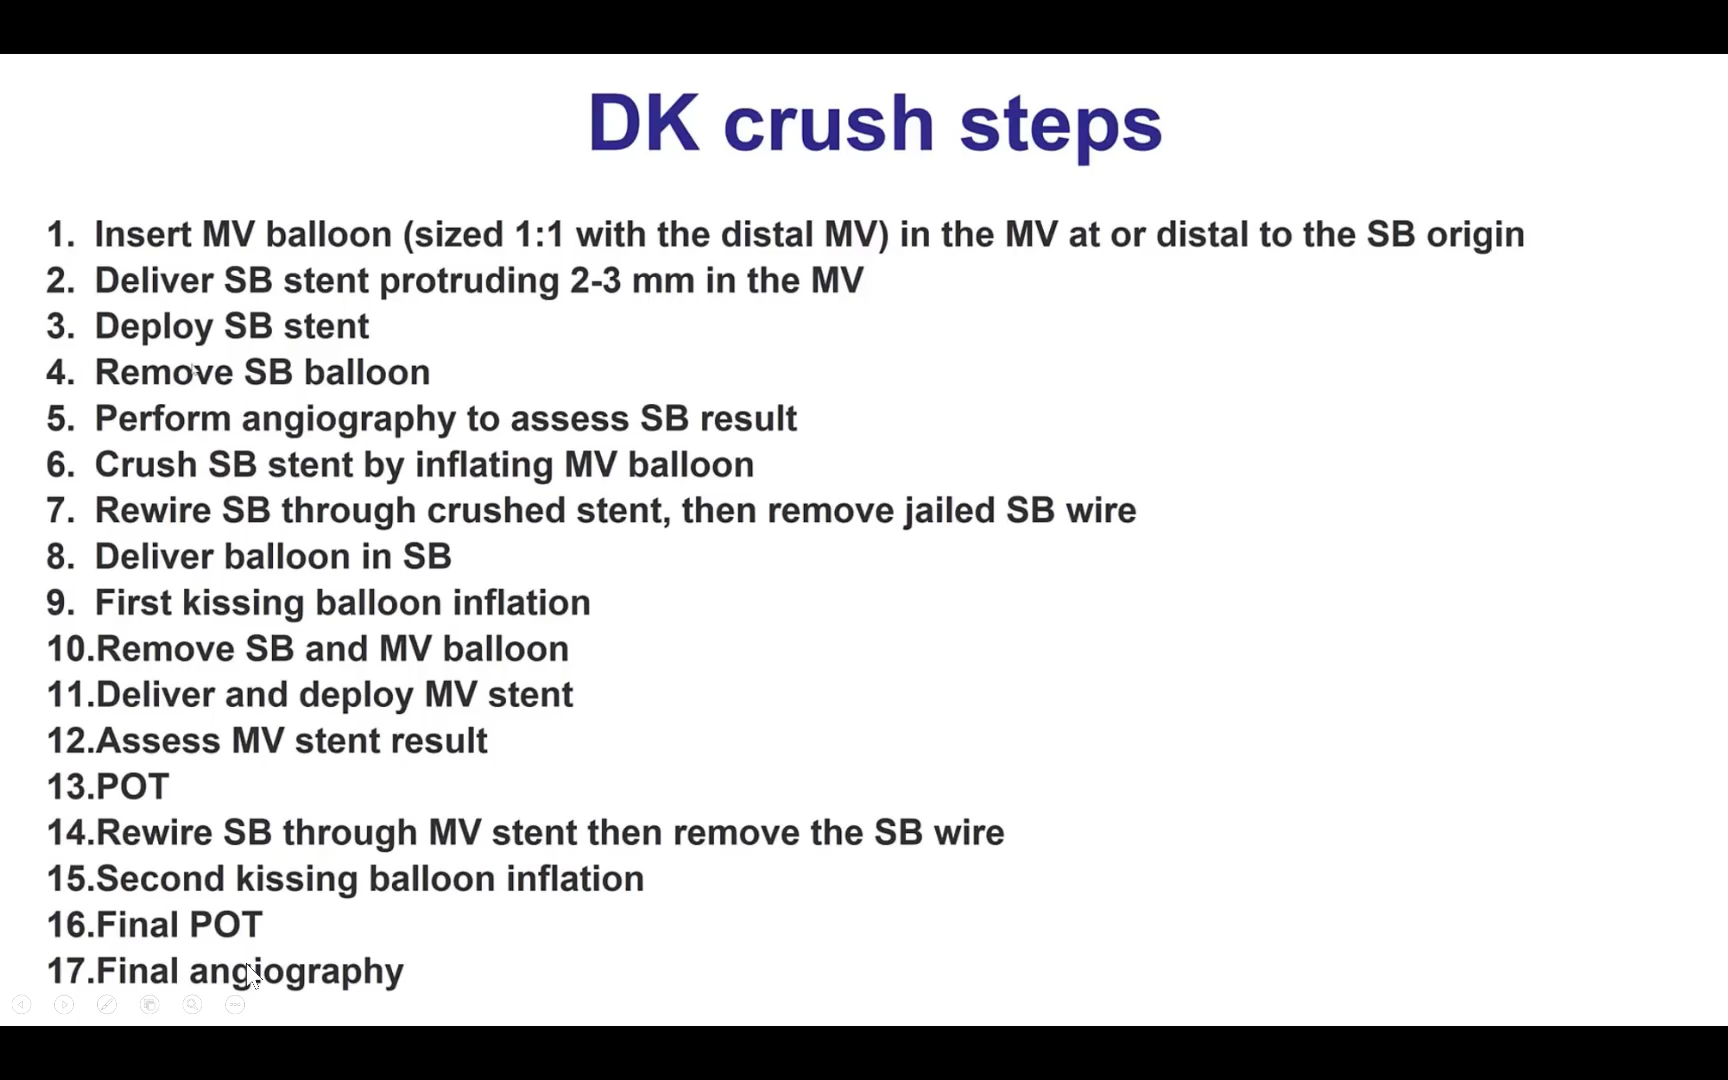 DK crush steps
1. Insert MV balloon (sized 1:1 with the distal MV) in the MV at or distal to the SB origin
2. Deliver SB stent protruding 2-3 mm in the MV
3. Deploy SB stent
4. Remove SB balloon
5. Perform angiography to assess SB result
6. Crush SB stent by inflating MV balloon
7. Rewire SB through crushed stent, then remove jailed SB wire
8. Deliver balloon in SB
9. First kissing balloon inflation
10.Remove SB and MV balloon
11.Deliver and deploy MV stent
12.Assess MV stent result
13.POT
14.Rewire SB through MV stent then remove the SB wire
15.Second kissing balloon inflation
16.Final POT
17.Final angiography